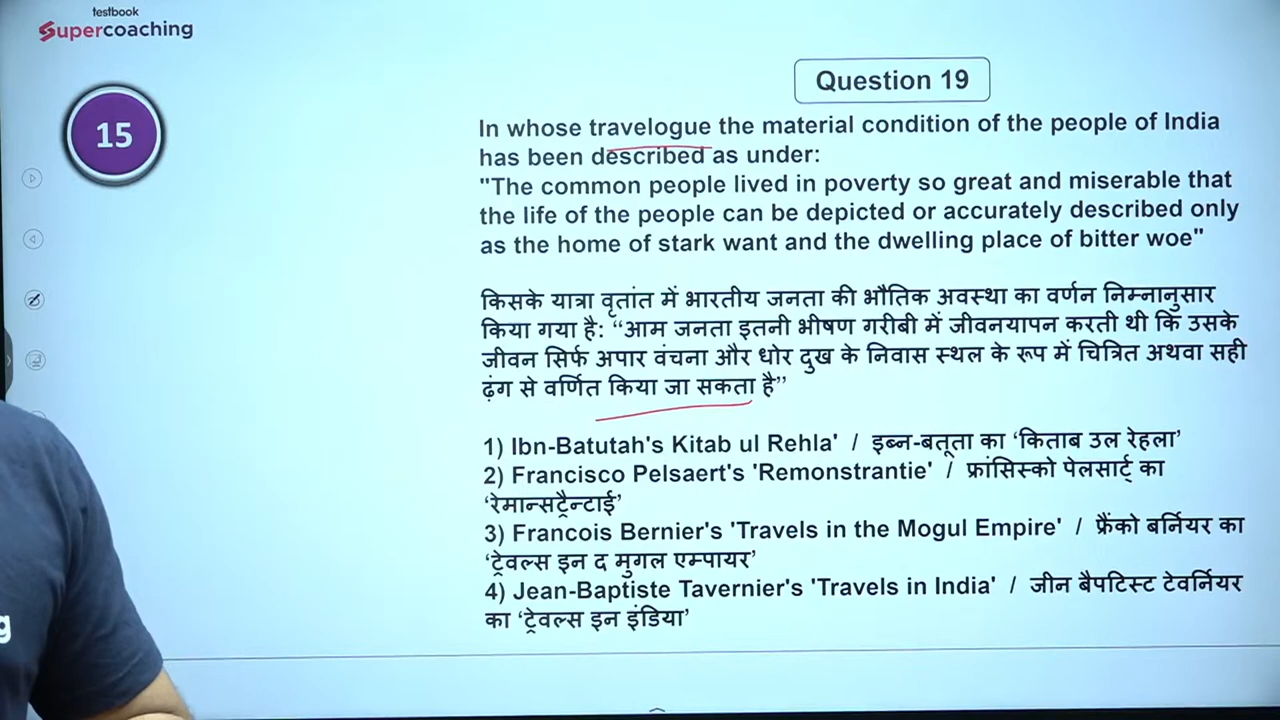 testbook
Supercoaching
15
Question 19
In whose travelogue the material condition of the people of India
has been described as under:
"The common people lived in poverty so great and miserable that
the life of the people can be depicted or accurately described only
as the home of stark want and the dwelling place of bitter woe"
किसके यात्रा वृतांत में भारतीय जनता की भौतिक अवस्था का वर्णन निम्नानुसार
किया गया है: “आम जनता इतनी भीषण गरीबी में जीवनयापन करती थी कि उसके
जीवन सिर्फ अपार वंचना और धोर दुख के निवास स्थल के रूप में चित्रित अथवा सही
ढ़ंग से वर्णित किया जा सकता है”
1) Ibn-Batutah's Kitab ul Rehla' / इब्न-बतूता का ‘किताब उल रेहला’
2) Francisco Pelsaert's 'Remonstrantie' / फ्रांसिस्को पेलसार्ट् का
‘रेमान्सट्रैन्टाई’
3) Francois Bernier's 'Travels in the Mogul Empire' / फ्रैंको बर्नियर का
‘ट्रेवल्स इन द मुगल एम्पायर’
4) Jean-Baptiste Tavernier's 'Travels in India' / जीन बैपटिस्ट टेवर्नियर
का ‘ट्रेवल्स इन इंडिया’
g